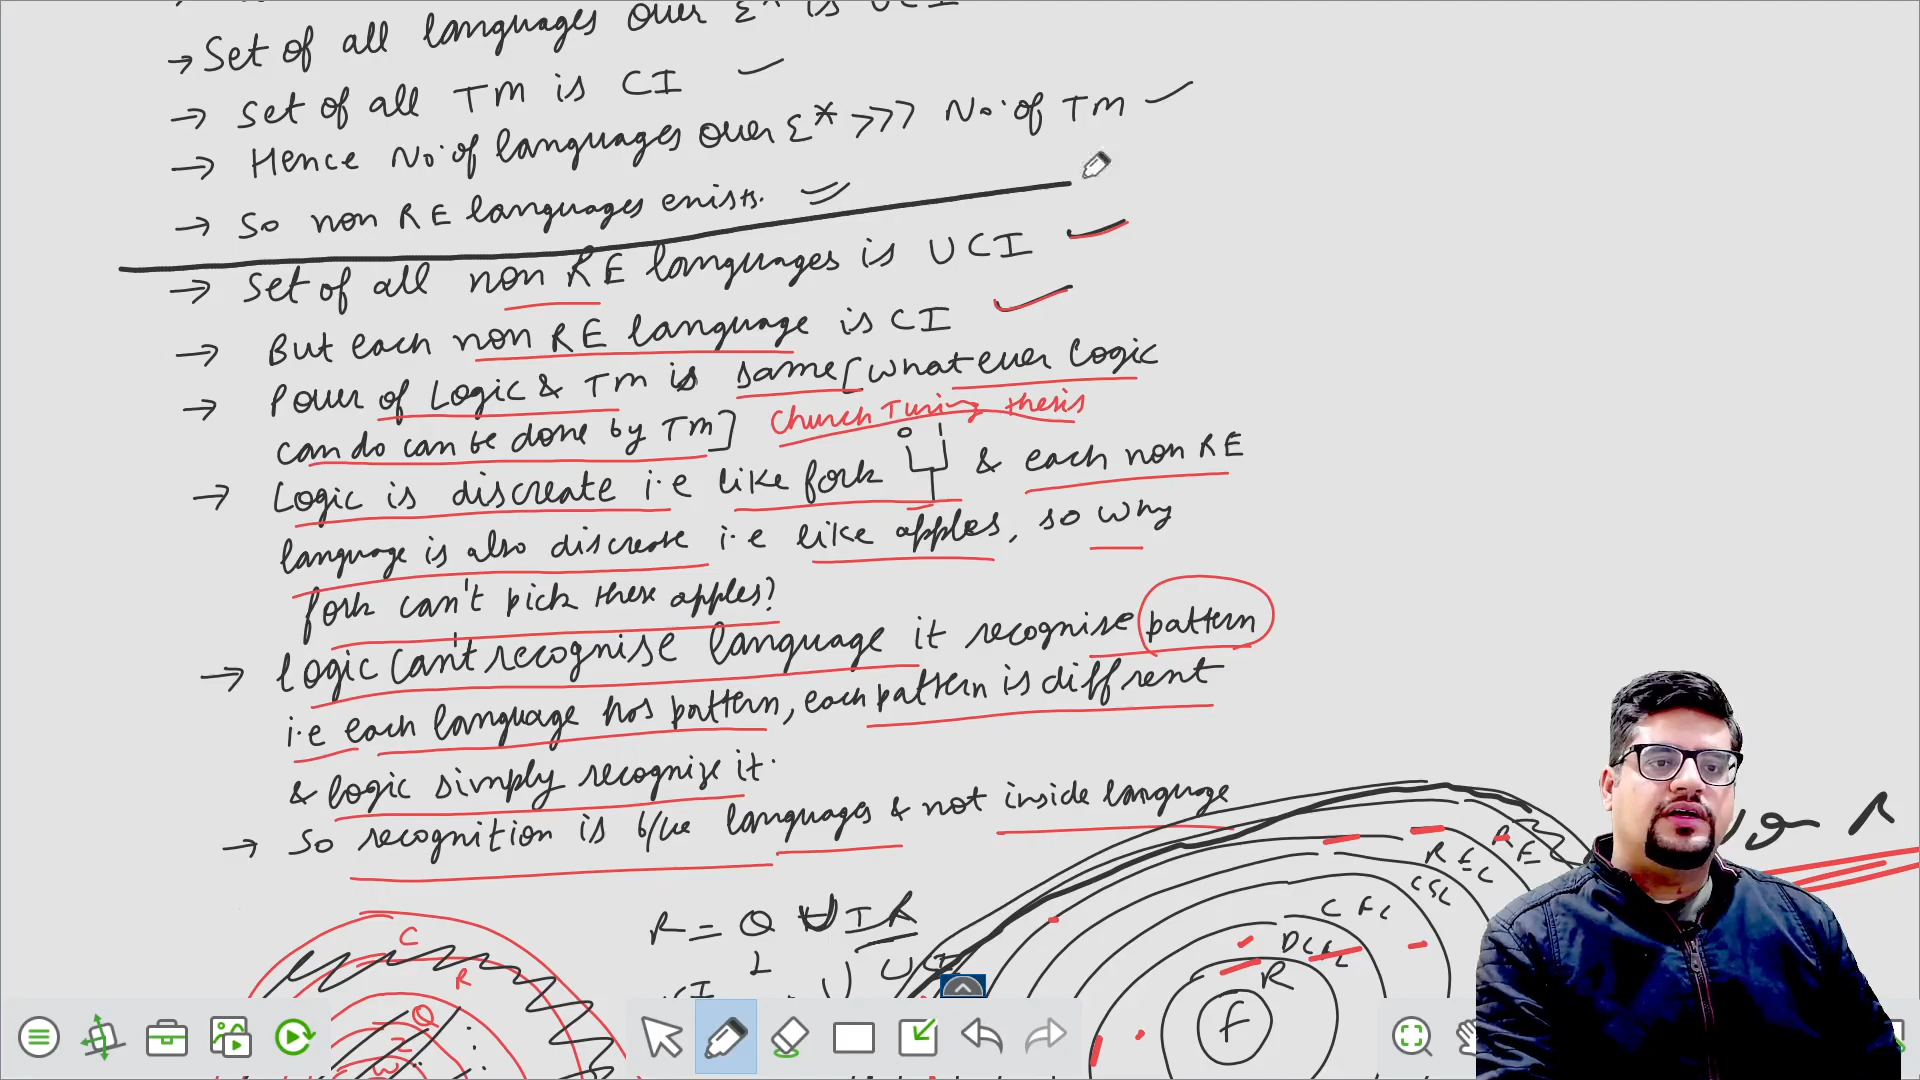 → Set of all languages over Σ* is UCI
→ Set of all TM is CI
→ Hence No. of languages over Σ* >>> No. of TM
→ So non RE languages exists.
→ Set of all non RE languages is UCI
→ But each non RE language is CI
→ Power of Logic & TM is same [whatever Logic
can do can be done by TM] Church Turing thesis
0 1
→ Logic is discreate i.e like fork & each non RE
language is also discreate i.e like apples, so why
fork can't pick these apples?
→ Logic can't recognise language it recognise pattern
i.e each language has pattern, each pattern is diffrent
& logic simply recognize it.
→ So recognition is b/w languages & not inside language
R = Q U IR
UCI
C
R
Q
I
W
RE
REC
CSL
CFL
DCFL
R
F